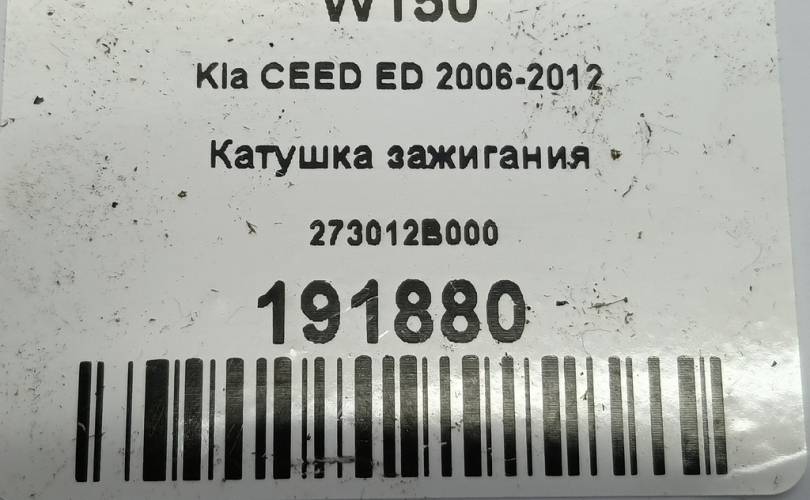 W150
Kia CEED ED 2006-2012
Катушка зажигания
273012B000
191880